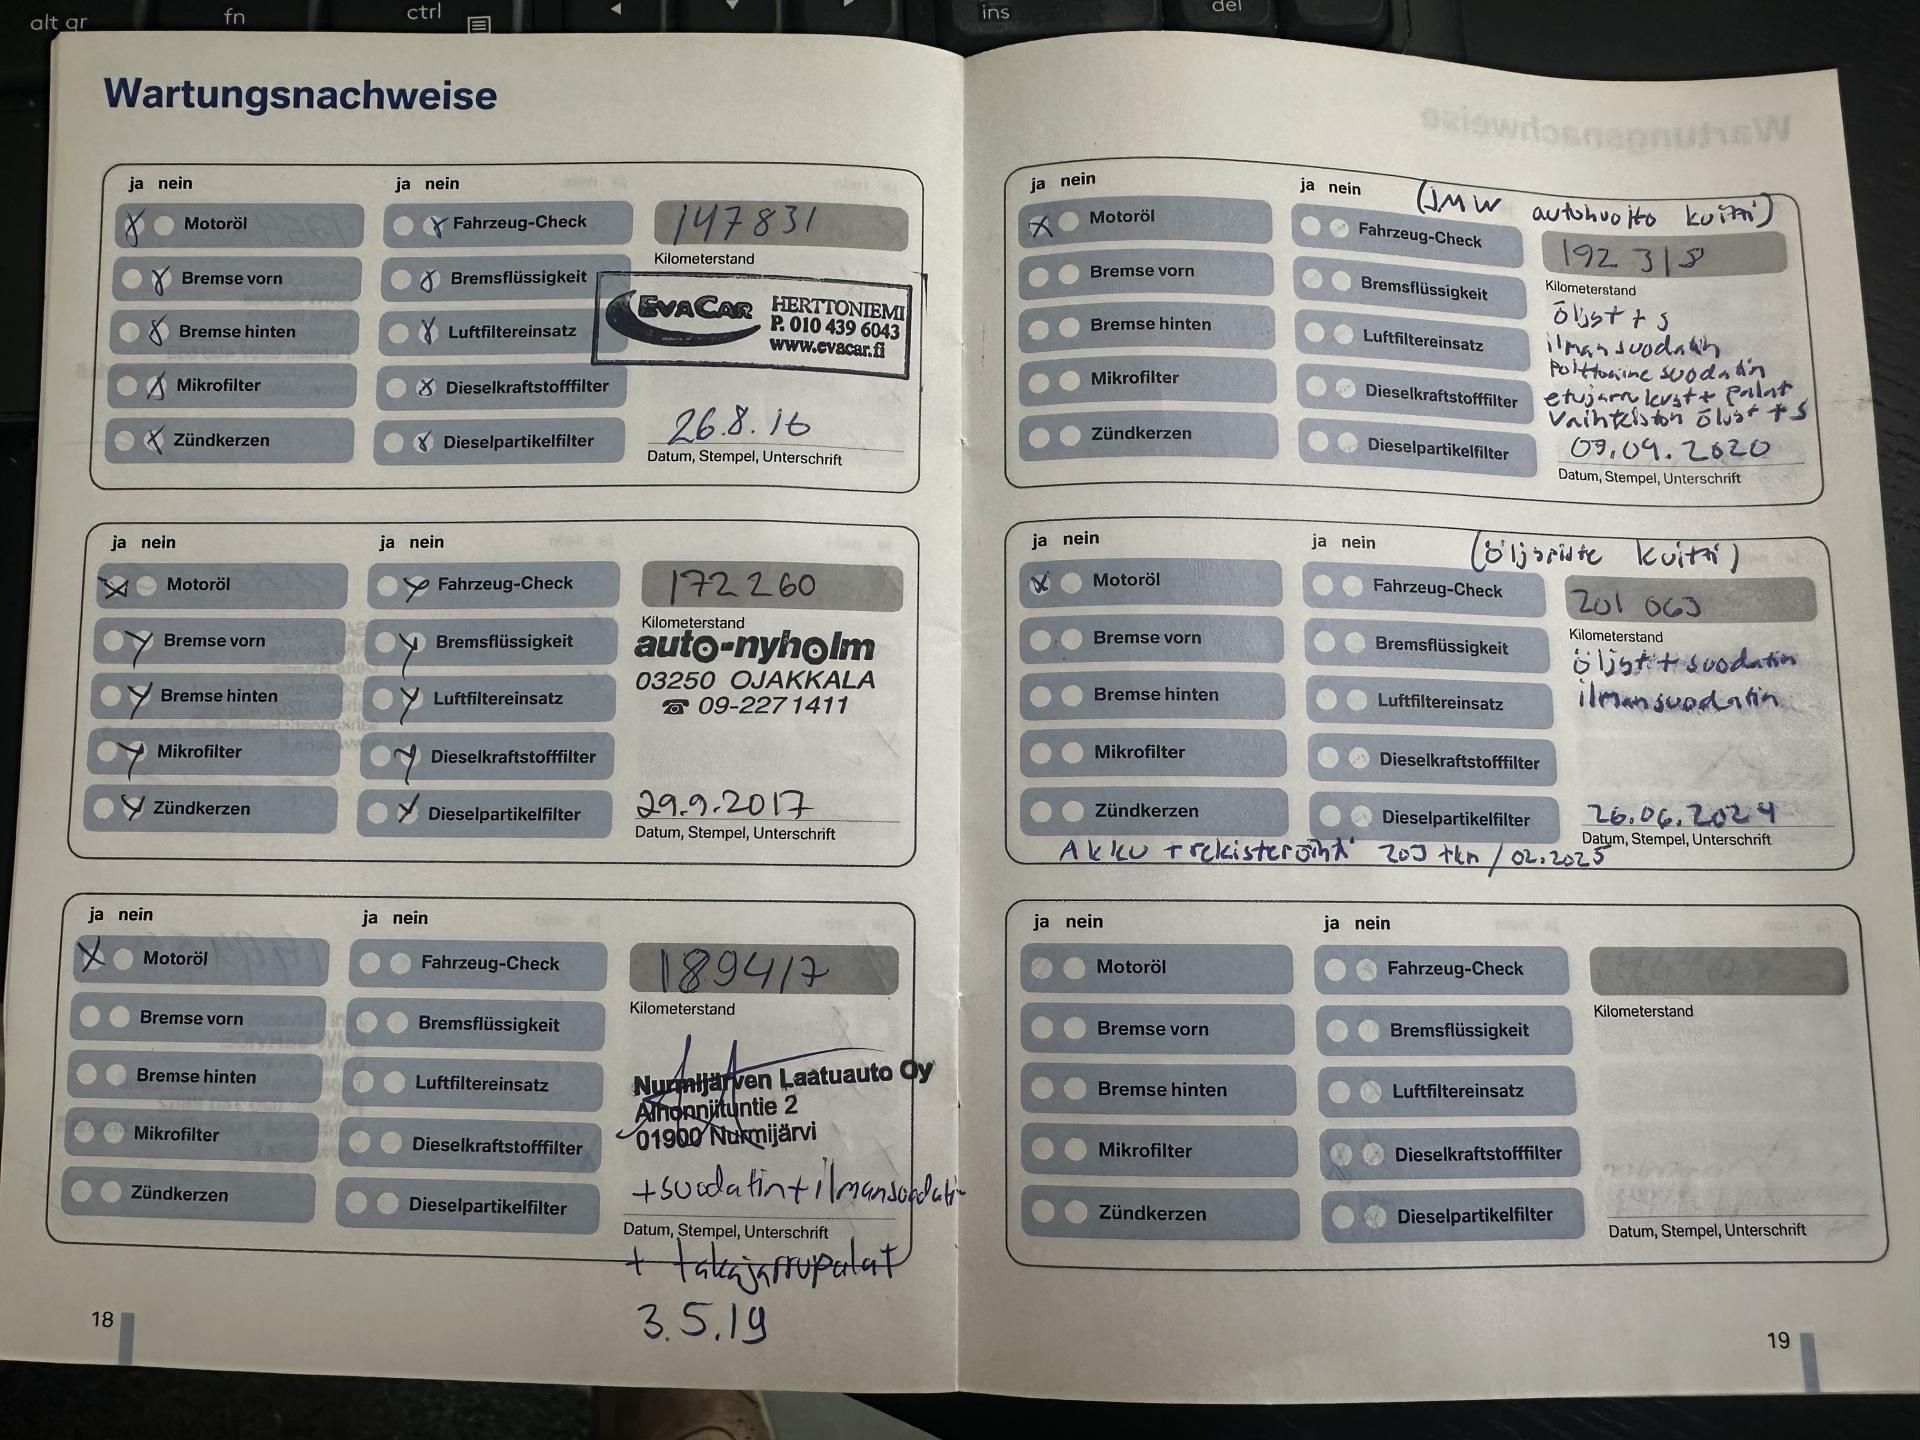 alt gr
fn
ctrl
ins
del
Wartungsnachweise
ja nein
ja nein
Motoröl
Fahrzeug-Check
147831
Kilometerstand
Bremse vorn
Bremsflüssigkeit
EVACAR
HERTTONIEMI
P. 010 439 6043
www.evacar.fi
Bremse hinten
Luftfiltereinsatz
Mikrofilter
Dieselkraftstofffilter
Zündkerzen
Dieselpartikelfilter
26.8.16
Datum, Stempel, Unterschrift
ja nein
ja nein
Motoröl
Fahrzeug-Check
172260
Kilometerstand
Bremse vorn
Bremsflüssigkeit
auto-nyholm
03250 OJAKKALA
☎ 09-227 1411
Bremse hinten
Luftfiltereinsatz
Mikrofilter
Dieselkraftstofffilter
Zündkerzen
Dieselpartikelfilter
29.9.2017
Datum, Stempel, Unterschrift
ja nein
ja nein
Motoröl
Fahrzeug-Check
189417
Kilometerstand
Bremse vorn
Bremsflüssigkeit
Bremse hinten
Luftfiltereinsatz
Nurmijärven Laatuauto Oy
Alhonniituntie 2
01900 Nurmijärvi
Mikrofilter
Dieselkraftstofffilter
Zündkerzen
Dieselpartikelfilter
+suodatin+ilmansuodatin
Datum, Stempel, Unterschrift
+ takajarrupalat
3.5.19
18
ja nein
ja nein
(JMW autohuolto kuitti)
Motoröl
Fahrzeug-Check
192 318
Kilometerstand
Bremse vorn
Bremsflüssigkeit
öljyt + s
ilmansuodatin
Bremse hinten
Luftfiltereinsatz
polttoaine suodatin
Mikrofilter
Dieselkraftstofffilter
etujarrukyst + palat
vaihteiston öljyt + s
Zündkerzen
Dieselpartikelfilter
03.09.2020
Datum, Stempel, Unterschrift
ja nein
ja nein
kuitti)
Motoröl
Fahrzeug-Check
201 063
Kilometerstand
Bremse vorn
Bremsflüssigkeit
öljyt + suodatin
ilmansuodatin
Bremse hinten
Luftfiltereinsatz
Mikrofilter
Dieselkraftstofffilter
Zündkerzen
Dieselpartikelfilter
26.06.2024
Datum, Stempel, Unterschrift
Akku + rekisteröinti 203 tkm / 02.2025
ja nein
ja nein
Motoröl
Fahrzeug-Check
Kilometerstand
Bremse vorn
Bremsflüssigkeit
Bremse hinten
Luftfiltereinsatz
Mikrofilter
Dieselkraftstofffilter
Zündkerzen
Dieselpartikelfilter
Datum, Stempel, Unterschrift
19